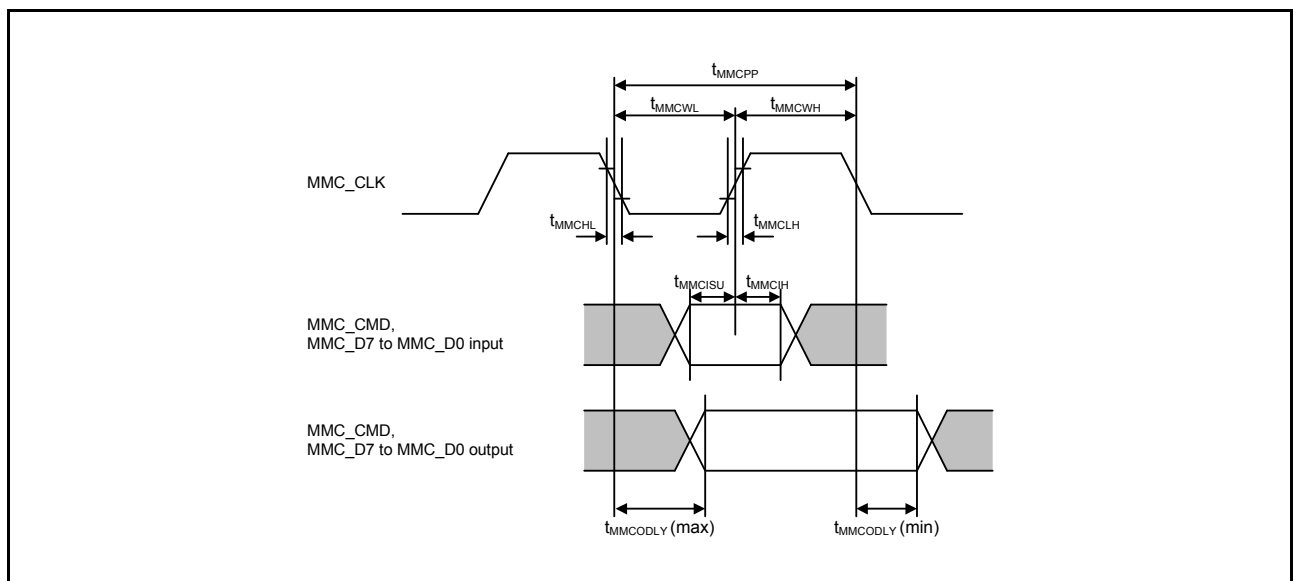 tMMCPP
tMMCWL
tMMCWH
MMC_CLK
tMMCHL
tMMCLH
tMMCISU
tMMCIH
MMC_CMD,
MMC_D7 to MMC_D0 input
MMC_CMD,
MMC_D7 to MMC_D0 output
tMMCODLY (max)
tMMCODLY (min)